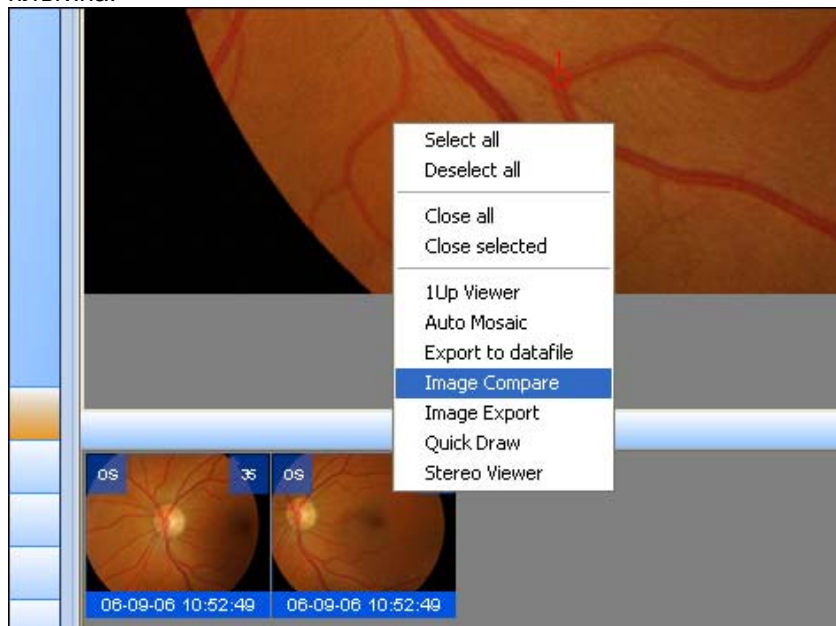 Select all
Deselect all
Close all
Close selected
1Up Viewer
Auto Mosaic
Export to datafile
Image Compare
Image Export
Quick Draw
Stereo Viewer
OS 35 OS
06-09-06 10:52:49 06-09-06 10:52:49